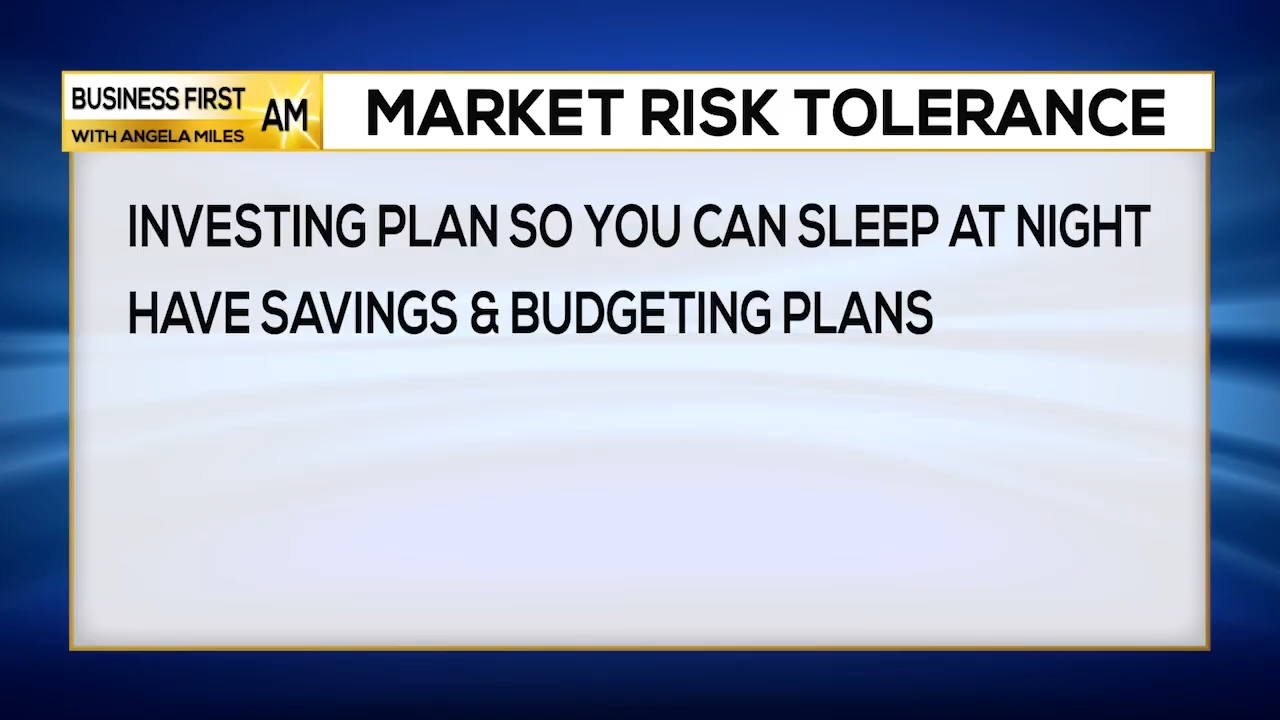 BUSINESS FIRST
AM
WITH ANGELA MILES
MARKET RISK TOLERANCE
INVESTING PLAN SO YOU CAN SLEEP AT NIGHT
HAVE SAVINGS & BUDGETING PLANS